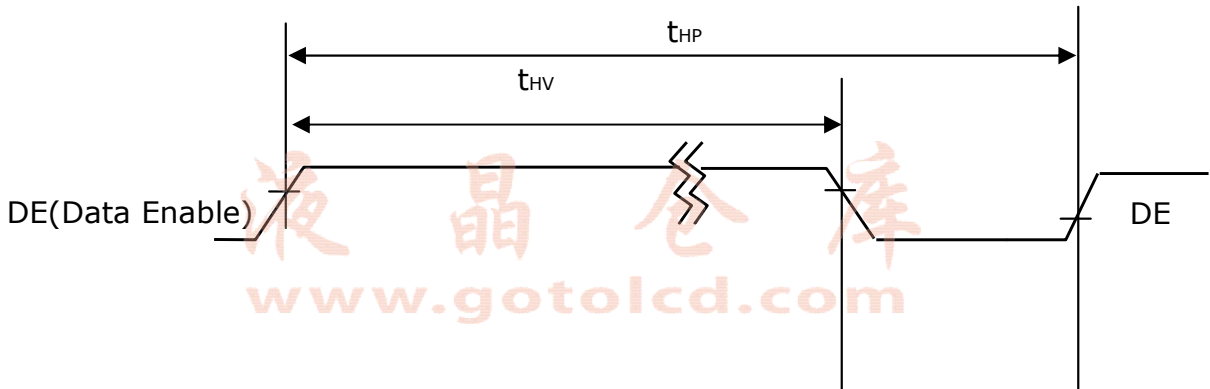 tHP
tHV
DE(Data Enable)
DE
液晶仓库
www.gotolcd.com